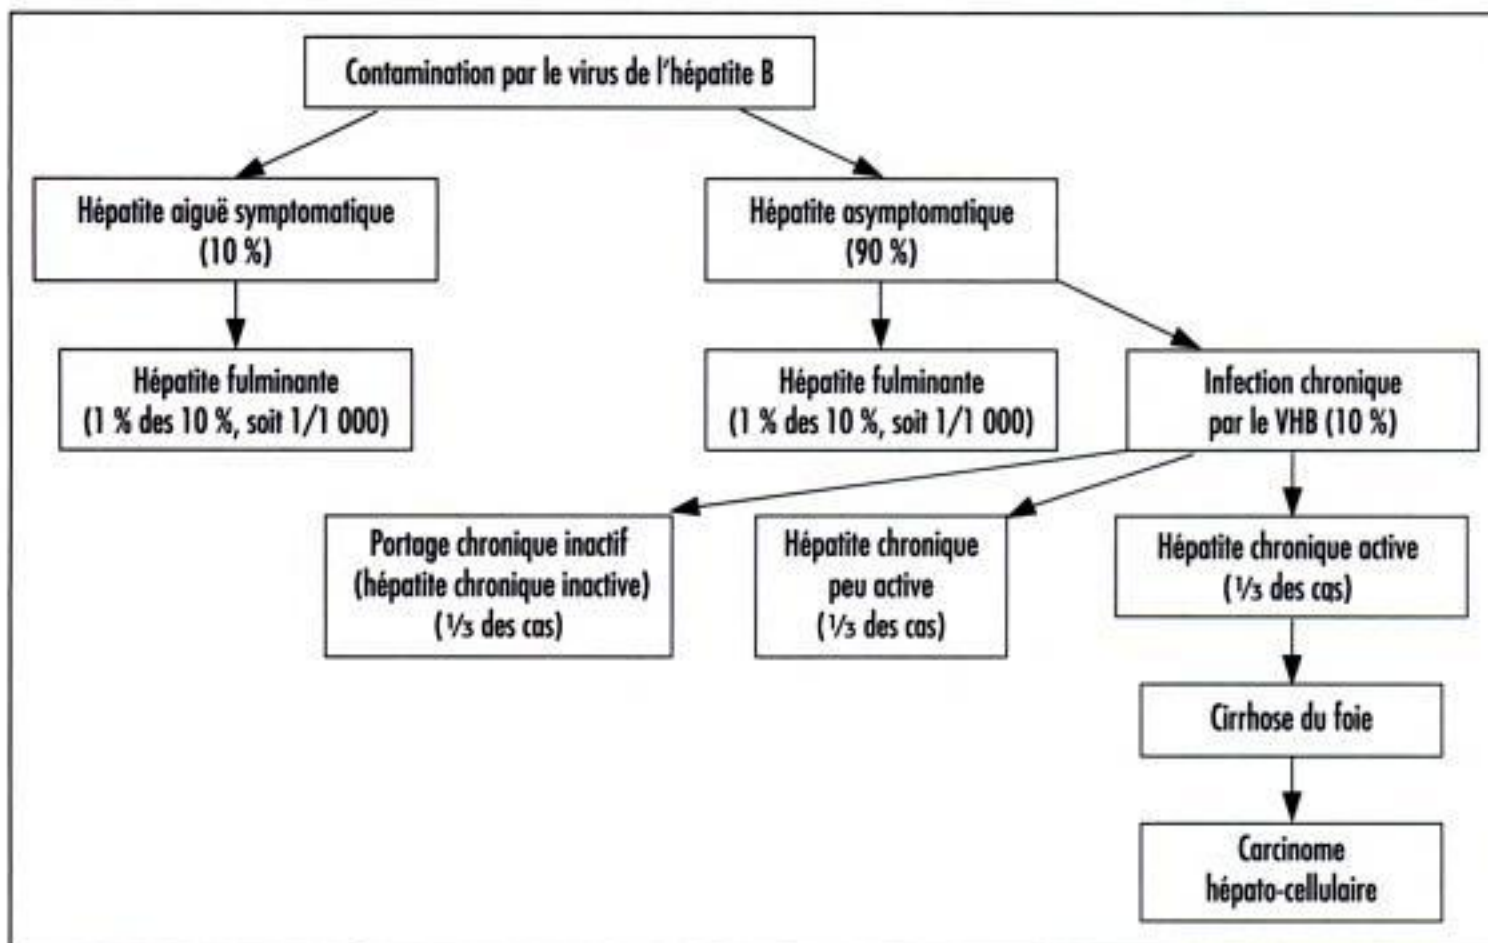 Contamination par le virus de l'hépatite B
Hépatite aiguë symptomatique
(10 %)
Hépatite asymptomatique
(90 %)
Hépatite fulminante
(1 % des 10 %, soit 1/1 000)
Hépatite fulminante
(1 % des 10 %, soit 1/1 000)
Infection chronique
par le VHB (10 %)
Portage chronique inactif
(hépatite chronique inactive)
(⅓ des cas)
Hépatite chronique
peu active
(⅓ des cas)
Hépatite chronique active
(⅓ des cas)
Cirrhose du foie
Carcinome
hépato-cellulaire